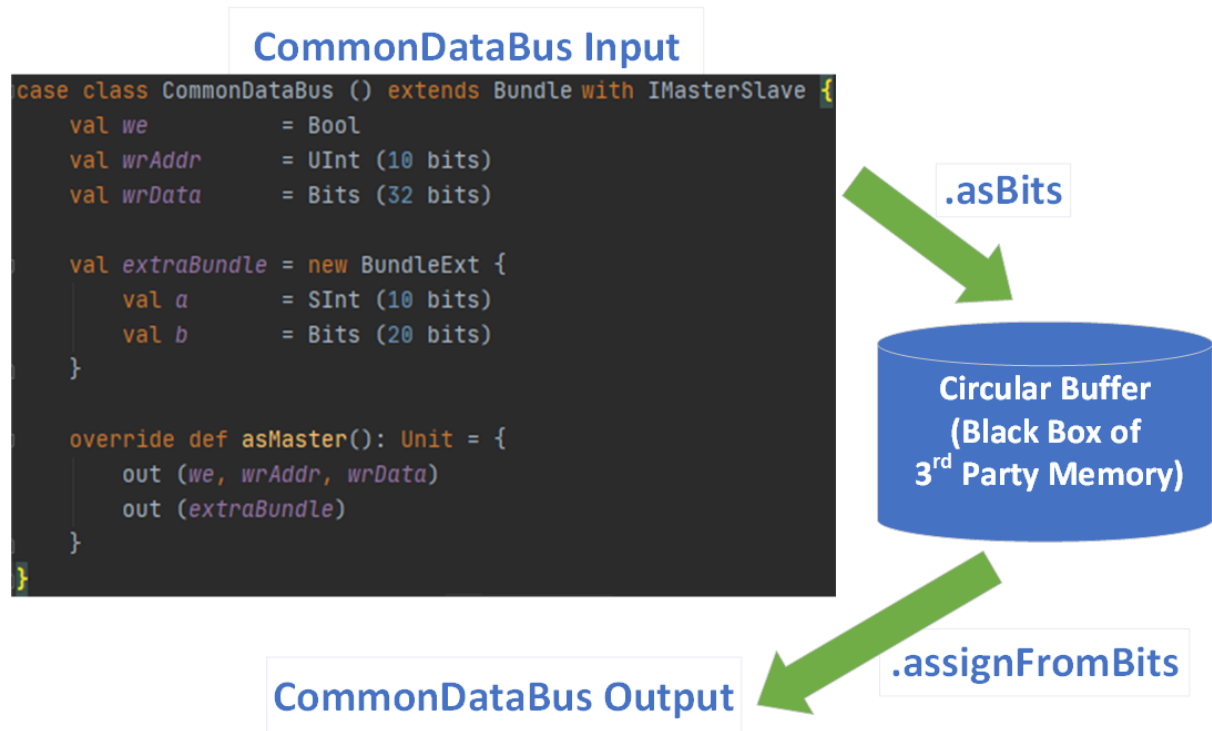 CommonDataBus Input
case class CommonDataBus () extends Bundle with IMasterSlave {
val we = Bool
val wrAddr = UInt (10 bits)
val wrData = Bits (32 bits)
val extraBundle = new BundleExt {
val a = SInt (10 bits)
val b = Bits (20 bits)
}
override def asMaster(): Unit = {
out (we, wrAddr, wrData)
out (extraBundle)
}
}
.asBits
Circular Buffer
(Black Box of
3rd Party Memory)
.assignFromBits
CommonDataBus Output